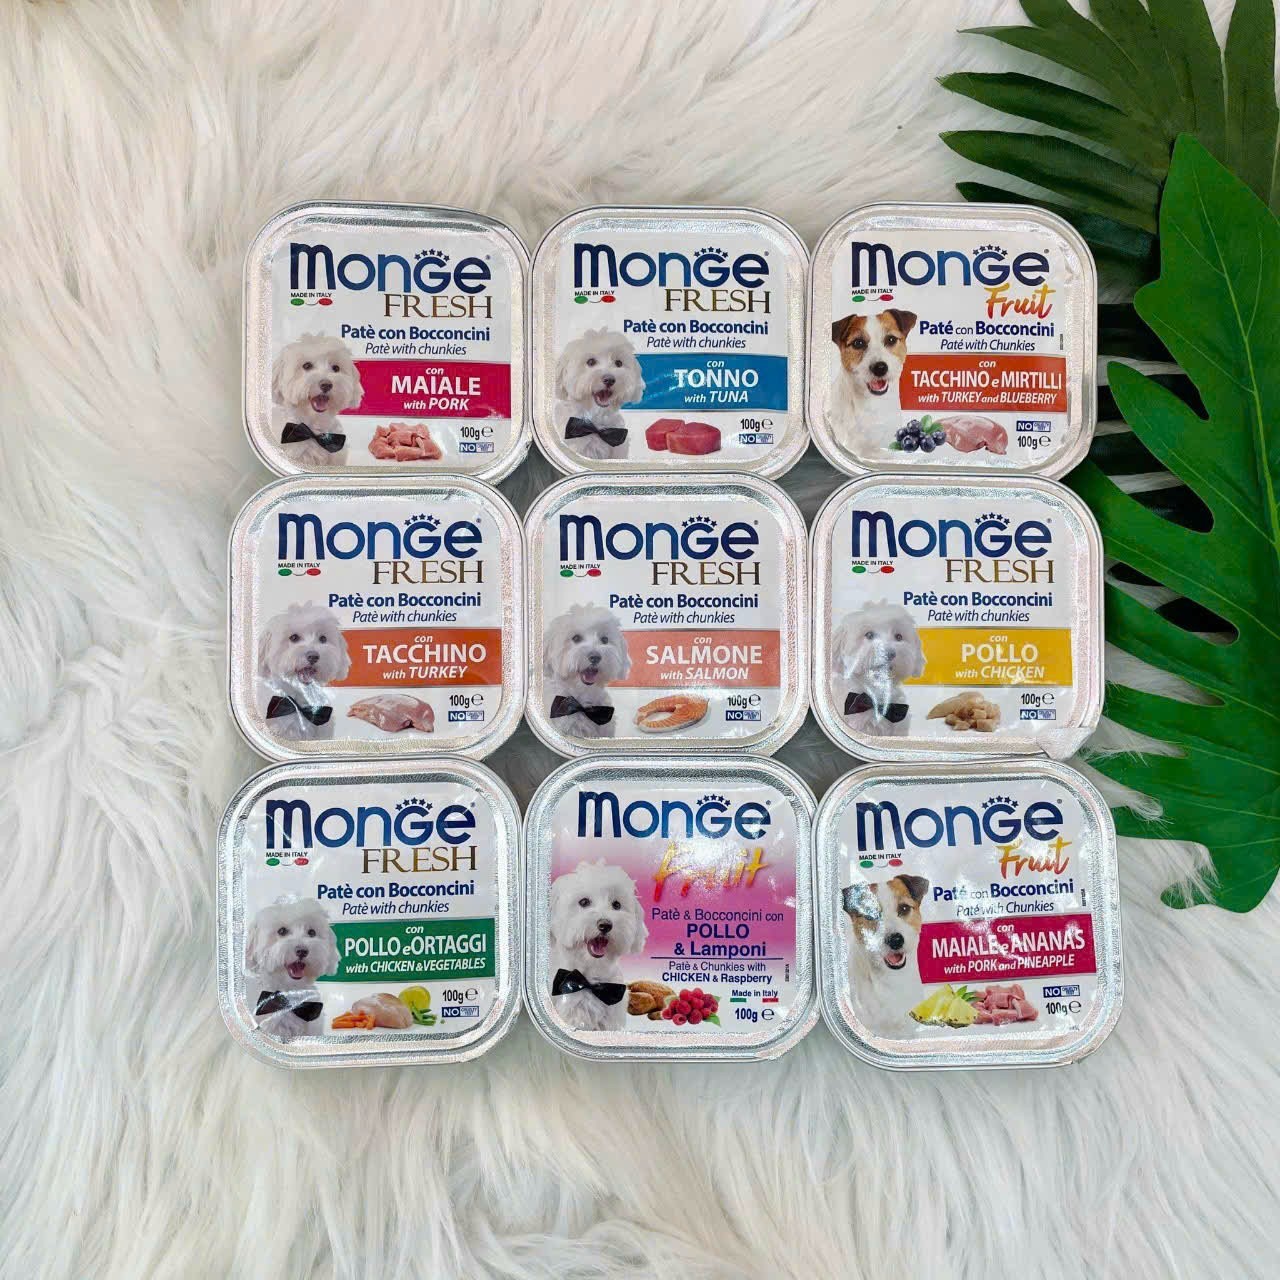 Monge
MADE IN ITALY
FRESH
Patè con Bocconcini
Patè with chunkies
con
MAIALE
with PORK
100g℮
NO
Monge
MADE IN ITALY
FRESH
Patè con Bocconcini
Patè with chunkies
con
TONNO
with TUNA
100g℮
NO
Monge
MADE IN ITALY
Fruit
Paté con Bocconcini
Paté with Chunkies
con
TACCHINO e MIRTILLI
with TURKEY and BLUEBERRY
NO
100g℮
Monge
MADE IN ITALY
FRESH
Patè con Bocconcini
Patè with chunkies
con
TACCHINO
with TURKEY
100g℮
NO
Monge
MADE IN ITALY
FRESH
Patè con Bocconcini
Patè with chunkies
con
SALMONE
with SALMON
100g℮
NO
Monge
MADE IN ITALY
FRESH
Patè con Bocconcini
Patè with chunkies
con
POLLO
with CHICKEN
100g℮
NO
Monge
MADE IN ITALY
FRESH
Patè con Bocconcini
Patè with chunkies
con
POLLO e ORTAGGI
with CHICKEN & VEGETABLES
100g℮
NO
Monge
Fruit
Patè & Bocconcini con
POLLO
& Lamponi
Patè & Chunkies with
CHICKEN & Raspberry
Made in Italy
100g ℮
Monge
MADE IN ITALY
Fruit
Paté con Bocconcini
Paté with Chunkies
con
MAIALE e ANANAS
with PORK and PINEAPPLE
NO
100g℮